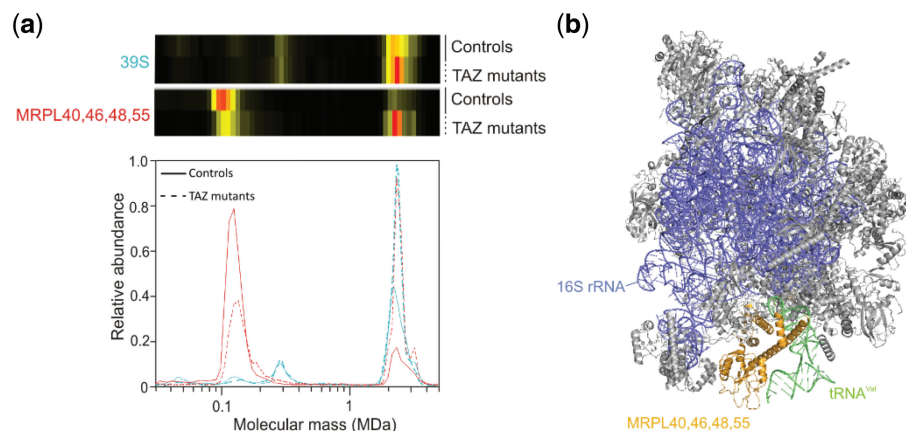 (a)
39S
Controls
TAZ mutants
MRPL40,46,48,55
Controls
TAZ mutants
Controls
TAZ mutants
1.0
0.8
0.6
0.4
0.2
0
Relative abundance
0.1
1
Molecular mass (MDa)
(b)
16S rRNA
tRNAVal
MRPL40,46,48,55